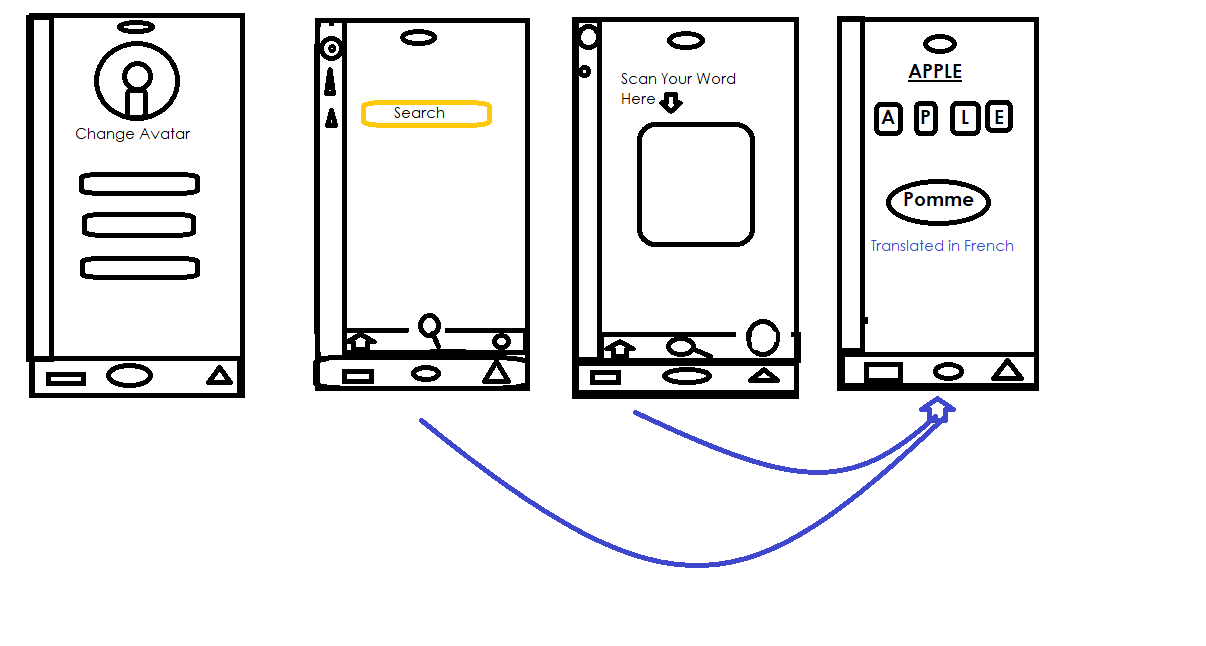 Change Avatar
Search
Scan Your Word
Here
APPLE
A P L E
Pomme
Translated in French